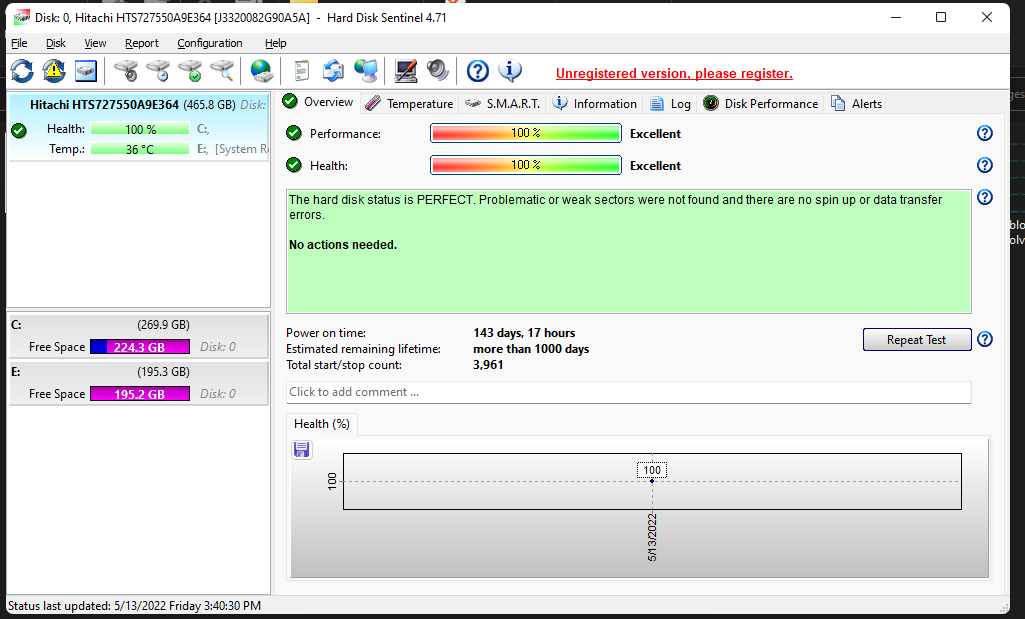 Disk: 0, Hitachi HTS727550A9E364 [J3320082G90A5A] - Hard Disk Sentinel 4.71
File Disk View Report Configuration Help
Unregistered version, please register.
Hitachi HTS727550A9E364 (465.8 GB) Disk:
Health: 100 % C:,
Temp.: 36 °C E:, [System R
C: (269.9 GB)
Free Space 224.3 GB Disk: 0
E: (195.3 GB)
Free Space 195.2 GB Disk: 0
Overview Temperature S.M.A.R.T. Information Log Disk Performance Alerts
Performance: 100 % Excellent
Health: 100 % Excellent
The hard disk status is PERFECT. Problematic or weak sectors were not found and there are no spin up or data transfer
errors.
No actions needed.
Power on time: 143 days, 17 hours
Estimated remaining lifetime: more than 1000 days
Total start/stop count: 3,961
Repeat Test
Click to add comment ...
Health (%)
100
100
5/13/2022
Status last updated: 5/13/2022 Friday 3:40:30 PM